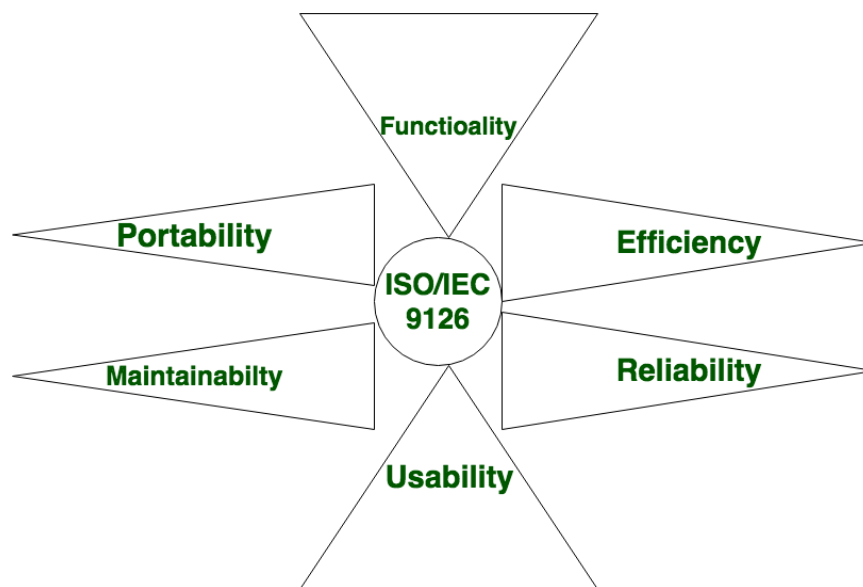 Functioality
Portability
Efficiency
ISO/IEC
9126
Maintainabilty
Reliability
Usability